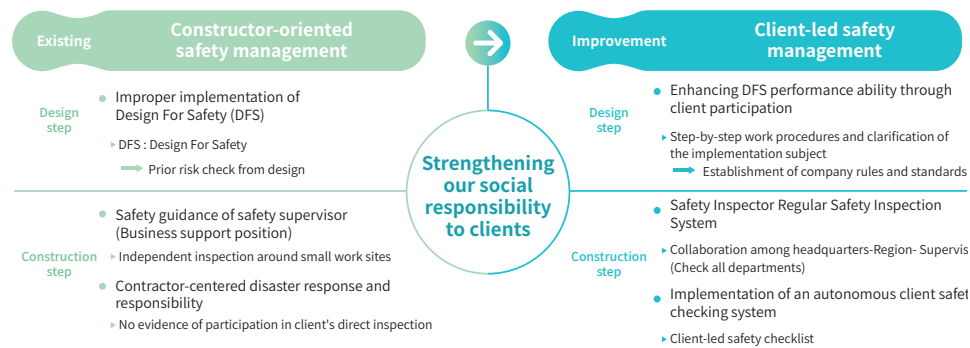 Existing
Constructor-oriented
safety management
Design
step
Improper implementation of
Design For Safety (DFS)
DFS : Design For Safety
Prior risk check from design
Construction
step
Safety guidance of safety supervisor
(Business support position)
Independent inspection around small work sites
Contractor-centered disaster response and
responsibility
No evidence of participation in client's direct inspection
Strengthening
our social
responsibility
to clients
Improvement
Client-led safety
management
Design
step
Enhancing DFS performance ability through
client participation
Step-by-step work procedures and clarification of
the implementation subject
Establishment of company rules and standards
Construction
step
Safety Inspector Regular Safety Inspection
System
Collaboration among headquarters-Region- Supervis
(Check all departments)
Implementation of an autonomous client safet
checking system
Client-led safety checklist